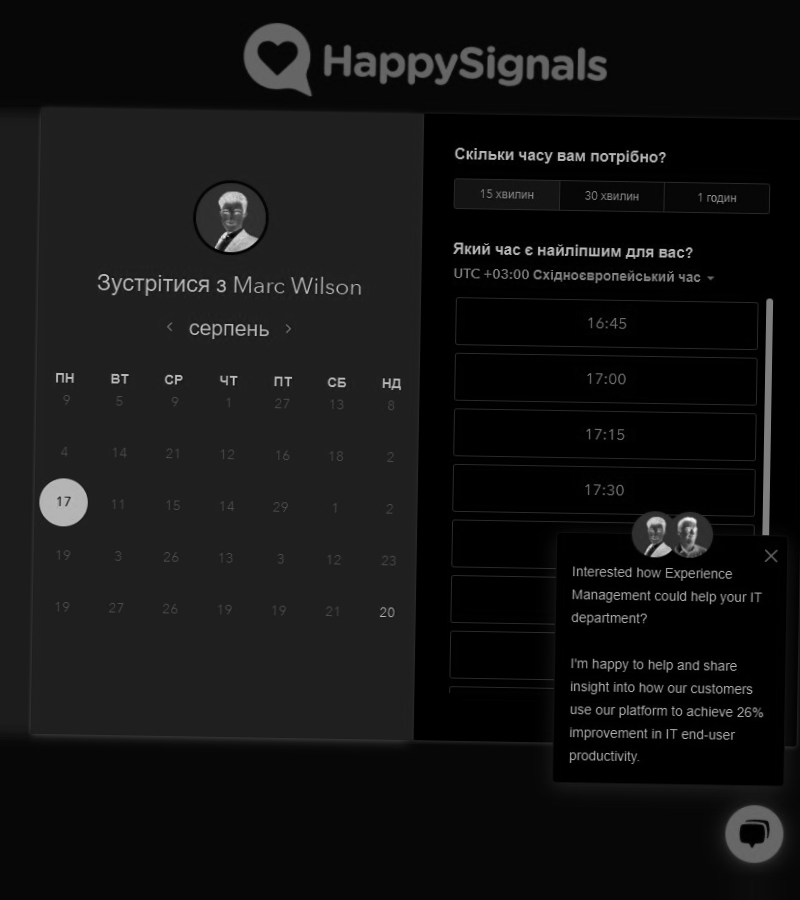 HappySignals
Зустрітися з Marc Wilson
серпень
ПН ВТ СР ЧТ ПТ СБ НД
9 5 9 1 27 13 8
4 14 21 12 16 18 2
17 11 15 14 29 1 2
19 3 26 13 3 12 23
19 27 26 19 19 21 20
Скільки часу вам потрібно?
15 хвилин 30 хвилин 1 годин
Який час є найліпшим для вас?
UTC +03:00 Східноєвропейський час
16:45
17:00
17:15
17:30
Interested how Experience
Management could help your IT
department?
I'm happy to help and share
insight into how our customers
use our platform to achieve 26%
improvement in IT end-user
productivity.